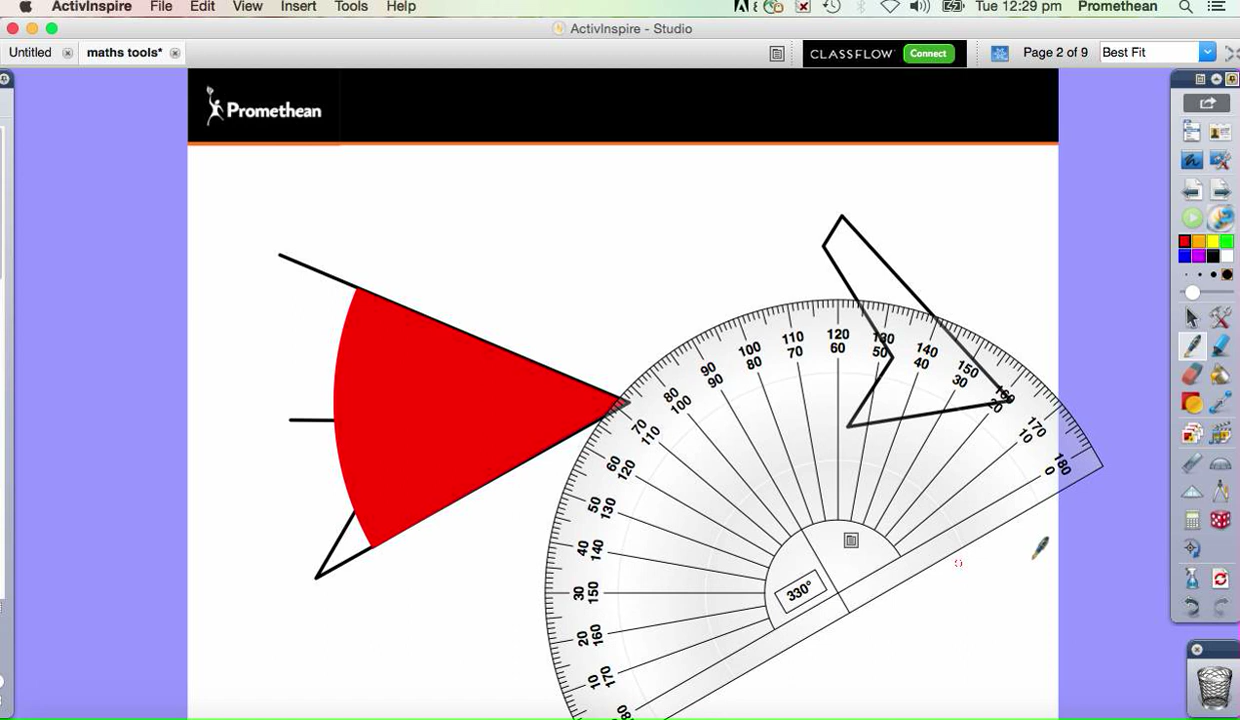 ActivInspire File Edit View Insert Tools Help Tue 12:29 pm Promethean
ActivInspire - Studio
Untitled maths tools* CLASSFLOW Connect Page 2 of 9 Best Fit
Promethean
120
110 130
100 60 140
90 70 50 150
80 80 40 160
90 30
70 100 20 170
60 110 10 180
50 120 0
40 130
30 140
20 150
10 160
170
180
330°